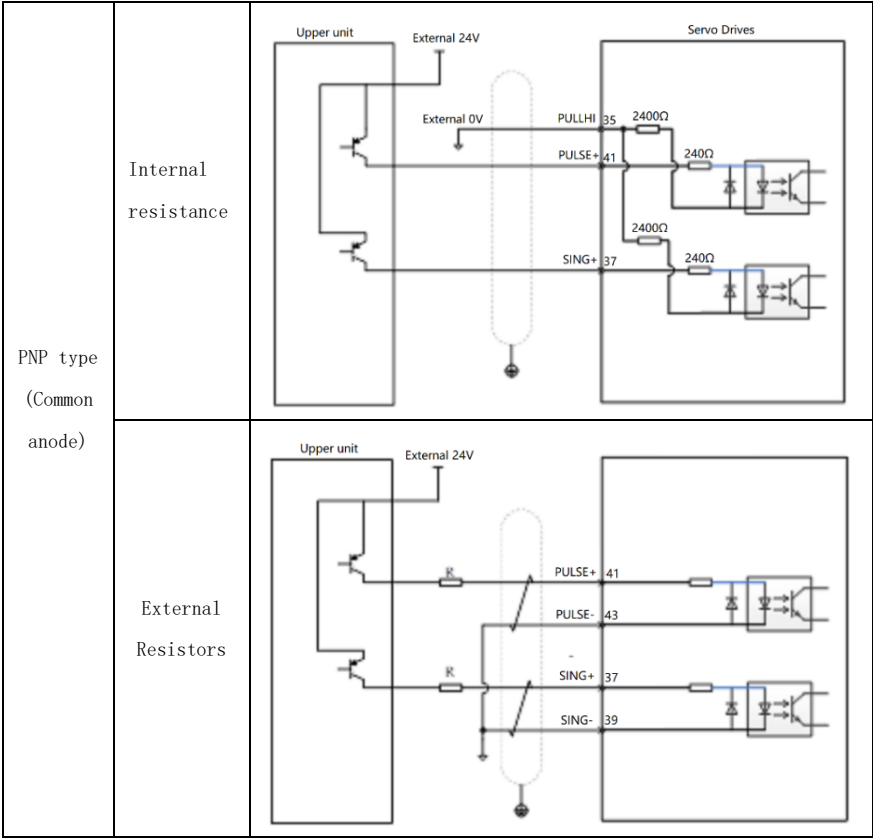 PNP type
(Common
anode)
Internal
resistance
Upper unit
External 24V
Servo Drives
External 0V
PULLHI
35
2400Ω
PULSE+
41
240Ω
2400Ω
SING+
37
240Ω
External
Resistors
Upper unit
External 24V
R
PULSE+
41
PULSE-
43
R
SING+
37
SING-
39